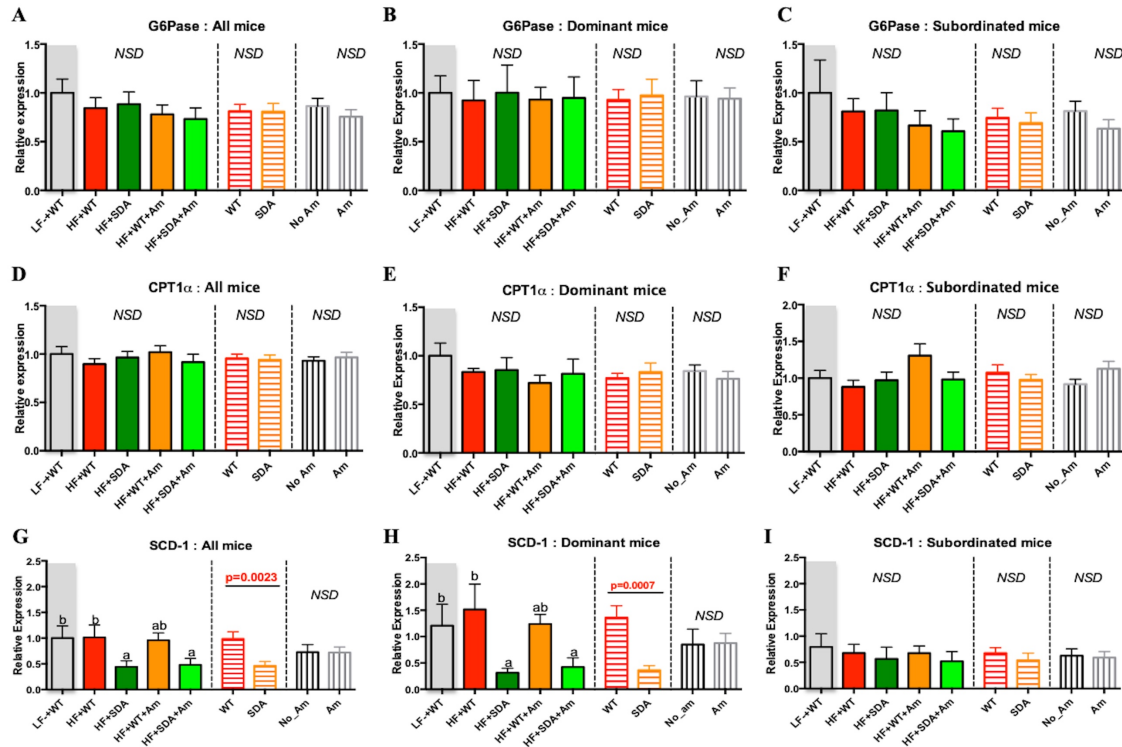 A
G6Pase : All mice
Relative expression
1.5
1.0
0.5
0.0
NSD
NSD
NSD
LF-+WT
HF+WT
HF+SDA
HF+WT+Am
HF+SDA+Am
WT
SDA
No Am
Am
B
G6Pase : Dominant mice
Relative Expression
1.5
1.0
0.5
0.0
NSD
NSD
NSD
LF-+WT
HF+WT
HF+SDA
HF+WT+Am
HF+SDA+Am
WT
SDA
No_Am
Am
C
G6Pase : Subordinated mice
Relative Expression
1.5
1.0
0.5
0.0
NSD
NSD
NSD
LF-+WT
HF+WT
HF+SDA
HF+WT+Am
HF+SDA+Am
WT
SDA
No_Am
Am
D
CPT1α : All mice
Relative Expression
1.5
1.0
0.5
0.0
NSD
NSD
NSD
LF-+WT
HF+WT
HF+SDA
HF+WT+Am
HF+SDA+Am
WT
SDA
No Am
Am
E
CPT1α : Dominant mice
Relative Expression
1.5
1.0
0.5
0.0
NSD
NSD
NSD
LF-+WT
HF+WT
HF+SDA
HF+WT+Am
HF+SDA+Am
WT
SDA
No_Am
Am
F
CPT1α : Subordinated mice
Relative Expression
2.0
1.5
1.0
0.5
0.0
NSD
NSD
NSD
LF-+WT
HF+WT
HF+SDA
HF+WT+Am
HF+SDA+Am
WT
SDA
No_Am
Am
G
SCD-1 : All mice
Relative Expression
2.5
2.0
1.5
1.0
0.5
0.0
p=0.0023
NSD
b
b
a
ab
a
LF-+WT
HF+WT
HF+SDA
HF+WT+Am
HF+SDA+Am
WT
SDA
No_Am
Am
H
SCD-1 : Dominant mice
Relative Expression
2.5
2.0
1.5
1.0
0.5
0.0
p=0.0007
NSD
b
b
a
ab
a
LF-+WT
HF+WT
HF+SDA
HF+WT+Am
HF+SDA+Am
WT
SDA
No_am
Am
I
SCD-1 : Subordinated mice
Relative Expression
2.5
2.0
1.5
1.0
0.5
0.0
NSD
NSD
NSD
LF-+WT
HF+WT
HF+SDA
HF+WT+Am
HF+SDA+Am
WT
SDA
No_Am
Am